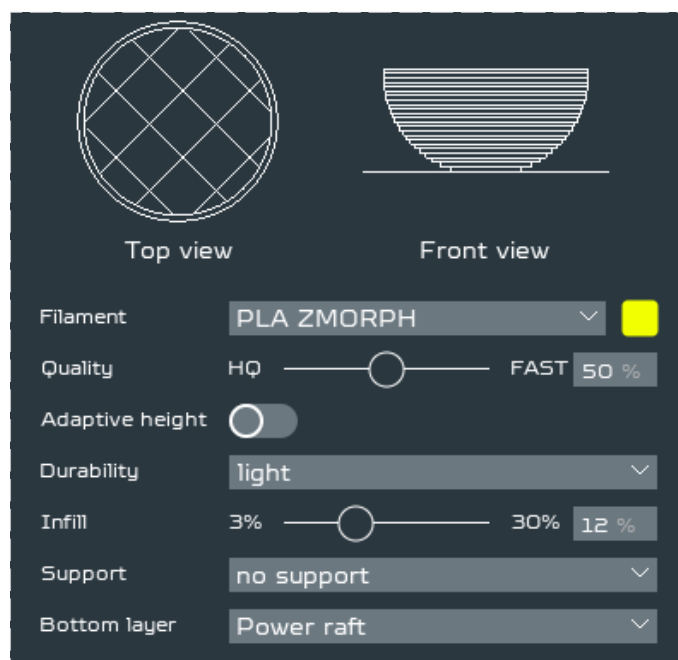 Top view Front view
Filament PLA ZMORPH
Quality HQ FAST 50 %
Adaptive height
Durability light
Infill 3% 30% 12 %
Support no support
Bottom layer Power raft